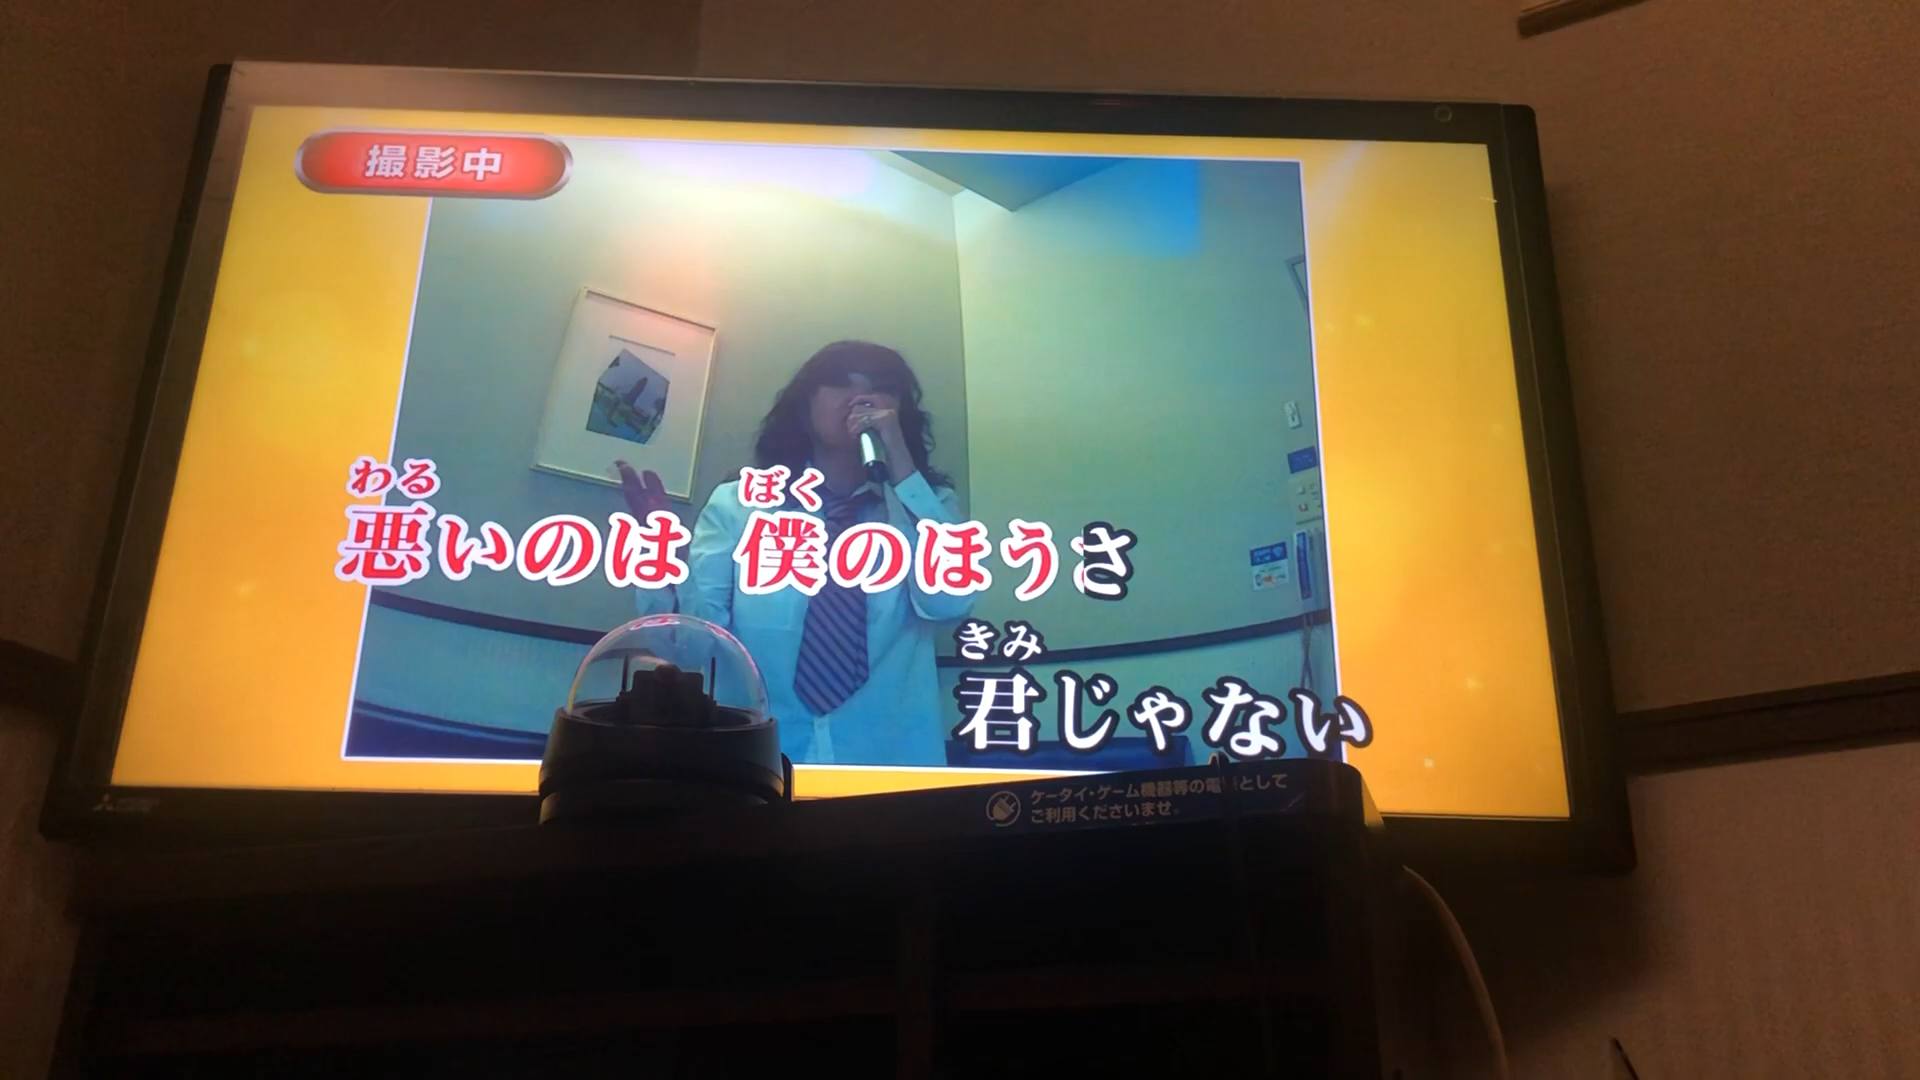 撮影中
わる ぼく
悪いのは 僕のほうさ
きみ
君じゃない
ケータイ・ゲーム機器等の電 として
ご利用くださいませ。